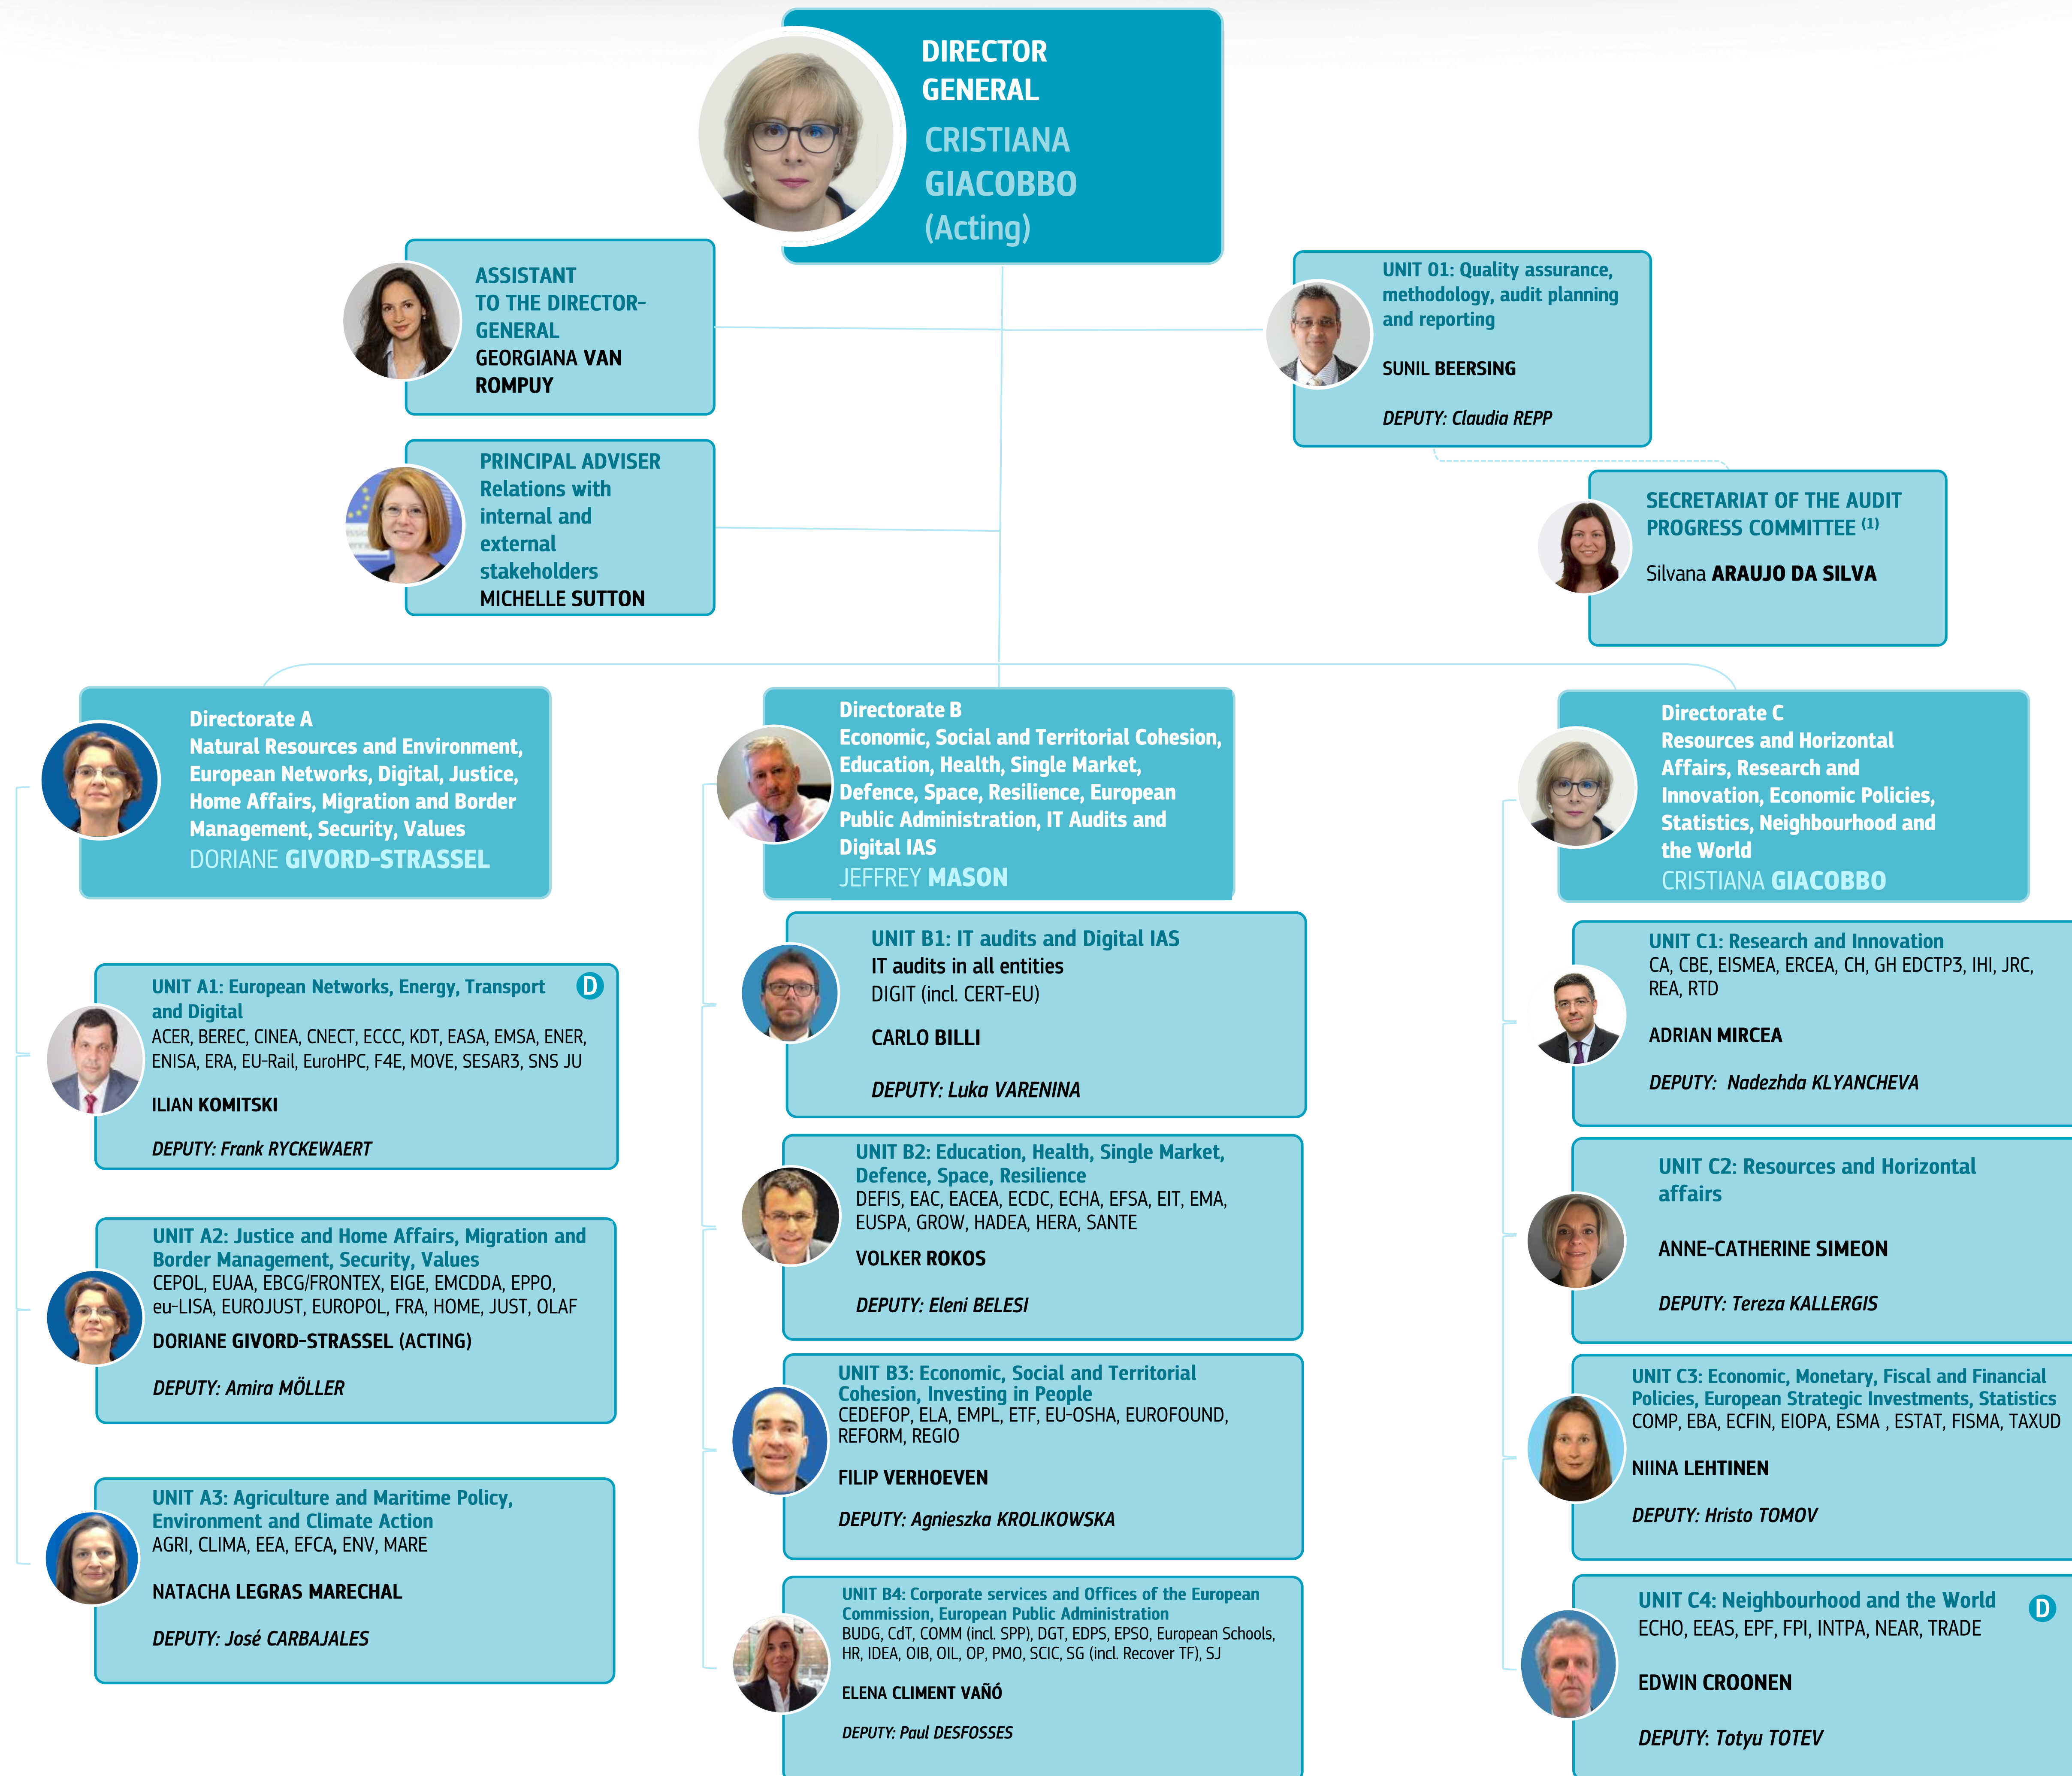 DIRECTOR
GENERAL
CRISTIANA
GIACOBBO
(Acting)
ASSISTANT
TO THE DIRECTOR-
GENERAL
GEORGIANA VAN
ROMPUY
UNIT 01: Quality assurance,
methodology, audit planning
and reporting
SUNIL BEERSING
DEPUTY: Claudia REPP
PRINCIPAL ADVISER
Relations with
internal and
external
stakeholders
MICHELLE SUTTON
SECRETARIAT OF THE AUDIT
PROGRESS COMMITTEE (1)
Silvana ARAUJO DA SILVA
Directorate A
Natural Resources and Environment,
European Networks, Digital, Justice,
Home Affairs, Migration and Border
Management, Security, Values
DORIANE GIVORD-STRASSEL
UNIT A1: European Networks, Energy, Transport
and Digital
D
ACER, BEREC, CINEA, CNECT, ECCC, KDT, EASA, EMSA, ENER,
ENISA, ERA, EU-Rail, EuroHPC, F4E, MOVE, SESAR3, SNS JU
ILIAN KOMITSKI
DEPUTY: Frank RYCKEWAERT
UNIT A2: Justice and Home Affairs, Migration and
Border Management, Security, Values
CEPOL, EUAA, EBCG/FRONTEX, EIGE, EMCDDA, EPPO,
eu-LISA, EUROJUST, EUROPOL, FRA, HOME, JUST, OLAF
DORIANE GIVORD-STRASSEL (ACTING)
DEPUTY: Amira MÖLLER
UNIT A3: Agriculture and Maritime Policy,
Environment and Climate Action
AGRI, CLIMA, EEA, EFCA, ENV, MARE
NATACHA LEGRAS MARECHAL
DEPUTY: José CARBAJALES
Directorate B
Economic, Social and Territorial Cohesion,
Education, Health, Single Market,
Defence, Space, Resilience, European
Public Administration, IT Audits and
Digital IAS
JEFFREY MASON
UNIT B1: IT audits and Digital IAS
IT audits in all entities
DIGIT (incl. CERT-EU)
CARLO BILLI
DEPUTY: Luka VARENINA
UNIT B2: Education, Health, Single Market,
Defence, Space, Resilience
DEFIS, EAC, EACEA, ECDC, ECHA, EFSA, EIT, EMA,
EUSPA, GROW, HADEA, HERA, SANTE
VOLKER ROKOS
DEPUTY: Eleni BELESI
UNIT B3: Economic, Social and Territorial
Cohesion, Investing in People
CEDEFOP, ELA, EMPL, ETF, EU-OSHA, EUROFOUND,
REFORM, REGIO
FILIP VERHOEVEN
DEPUTY: Agnieszka KROLIKOWSKA
UNIT B4: Corporate services and Offices of the European
Commission, European Public Administration
BUDG, CdT, COMM (incl. SPP), DGT, EDPS, EPSO, European Schools,
HR, IDEA, OIB, OIL, OP, PMO, SCIC, SG (incl. Recover TF), SJ
ELENA CLIMENT VAÑÓ
DEPUTY: Paul DESFOSSES
Directorate C
Resources and Horizontal
Affairs, Research and
Innovation, Economic Policies,
Statistics, Neighbourhood and
the World
CRISTIANA GIACOBBO
UNIT C1: Research and Innovation
CA, CBE, EISMEA, ERCEA, CH, GH EDCTP3, IHI, JRC,
REA, RTD
ADRIAN MIRCEA
DEPUTY: Nadezhda KLYANCHEVA
UNIT C2: Resources and Horizontal
affairs
ANNE-CATHERINE SIMEON
DEPUTY: Tereza KALLERGIS
UNIT C3: Economic, Monetary, Fiscal and Financial
Policies, European Strategic Investments, Statistics
COMP, EBA, ECFIN, EIOPA, ESMA , ESTAT, FISMA, TAXUD
NIINA LEHTINEN
DEPUTY: Hristo TOMOV
UNIT C4: Neighbourhood and the World
D
ECHO, EEAS, EPF, FPI, INTPA, NEAR, TRADE
EDWIN CROONEN
DEPUTY: Totyu TOTEV